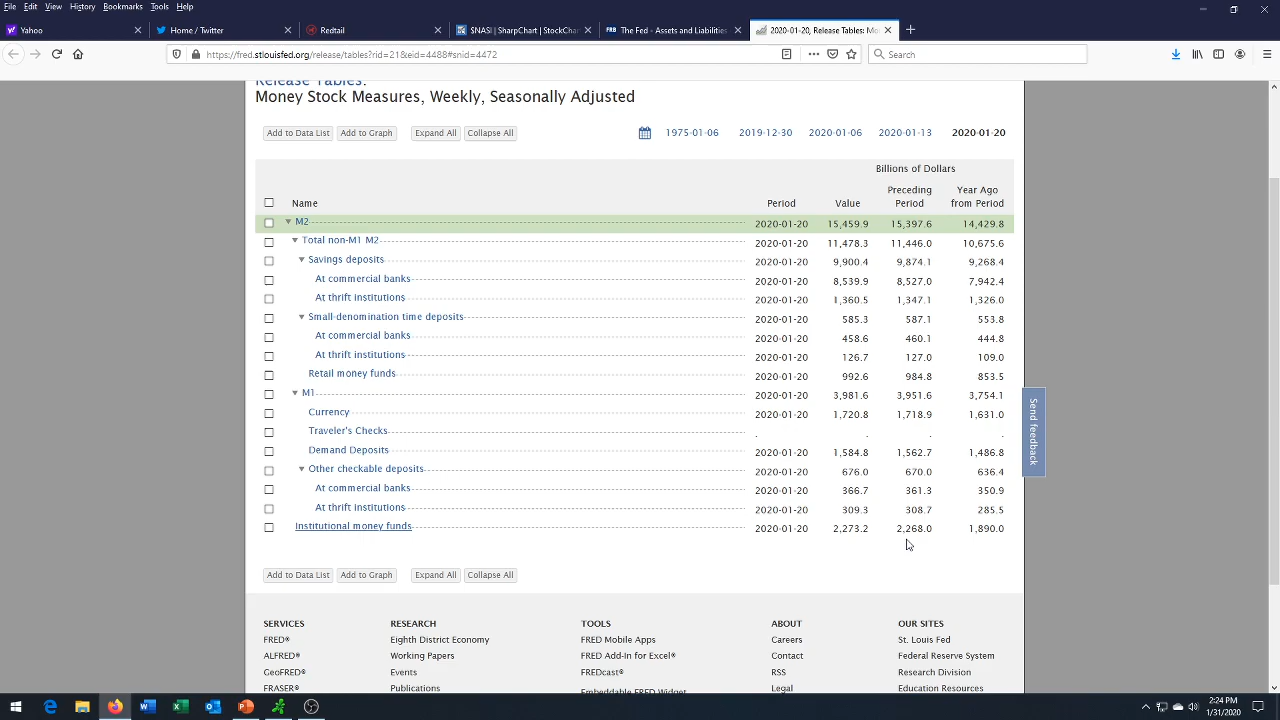 File Edit View History Bookmarks Tools Help
Yahoo Home / Twitter Redtail SNASI | SharpChart | StockChar The Fed - Assets and Liabilities 2020-01-20, Release Tables: Mo
https://fred.stlouisfed.org/release/tables?rid=21&eid=4488#snid=4472 Search
Release Tables:
Money Stock Measures, Weekly, Seasonally Adjusted
Add to Data List Add to Graph Expand All Collapse All 1975-01-06 2019-12-30 2020-01-06 2020-01-13 2020-01-20
Billions of Dollars
Preceding Year Ago
Name Period Value Period from Period
M2 2020-01-20 15,459.9 15,397.6 14,429.8
Total non-M1 M2 2020-01-20 11,478.3 11,446.0 10,675.6
Savings deposits 2020-01-20 9,900.4 9,874.1 9,268.4
At commercial banks 2020-01-20 8,539.9 8,527.0 7,942.4
At thrift institutions 2020-01-20 1,360.5 1,347.1 1,326.0
Small-denomination time deposits 2020-01-20 585.3 587.1 553.8
At commercial banks 2020-01-20 458.6 460.1 444.8
At thrift institutions 2020-01-20 126.7 127.0 109.0
Retail money funds 2020-01-20 992.6 984.8 853.5
M1 2020-01-20 3,981.6 3,951.6 3,754.1
Currency 2020-01-20 1,720.8 1,718.9 1,631.0
Traveler's Checks . . . .
Demand Deposits 2020-01-20 1,584.8 1,562.7 1,486.8
Other checkable deposits 2020-01-20 676.0 670.0 636.4
At commercial banks 2020-01-20 366.7 361.3 350.9
At thrift institutions 2020-01-20 309.3 308.7 285.5
Institutional money funds 2020-01-20 2,273.2 2,268.0 1,890.0
Send feedback
Add to Data List Add to Graph Expand All Collapse All
SERVICES RESEARCH TOOLS ABOUT OUR SITES
FRED® Eighth District Economy FRED Mobile Apps Careers St. Louis Fed
ALFRED® Working Papers FRED Add-In for Excel® Contact Federal Reserve System
GeoFRED® Events FREDcast® RSS Research Division
FRASER® Publications Embeddable FRED Widget Legal Education Resources
2:24 PM
1/31/2020